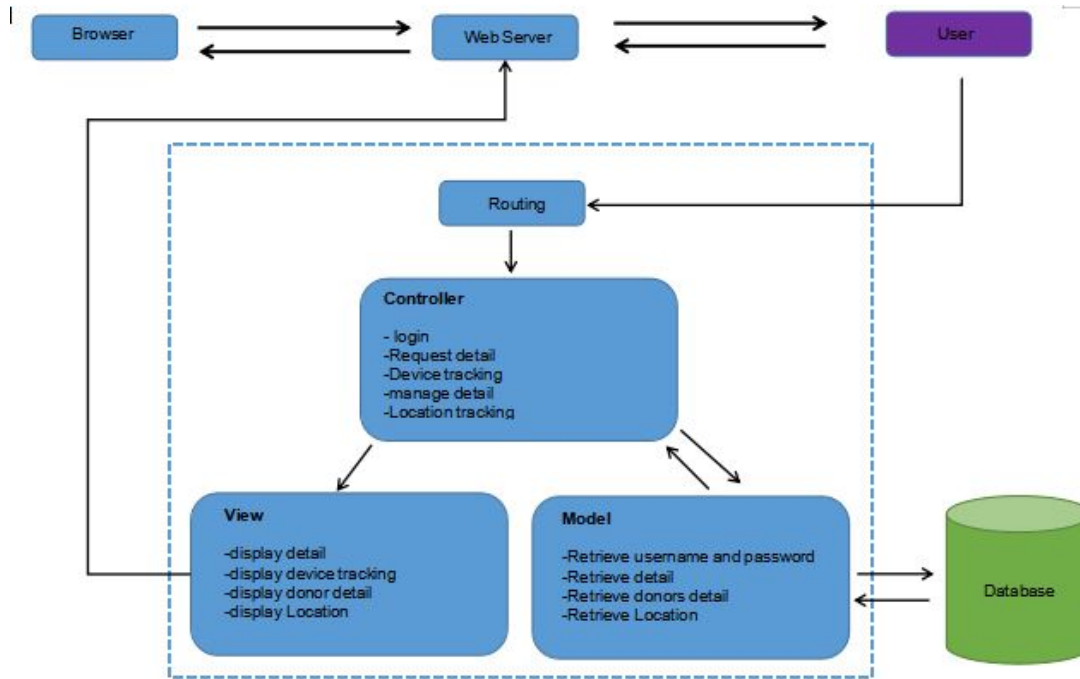 Browser
Web Server
User
Routing
Controller
- login
-Request detail
-Device tracking
-manage detail
-Location tracking
View
-display detail
-display device tracking
-display donor detail
-display Location
Model
-Retrieve username and password
-Retrieve detail
-Retrieve donors detail
-Retrieve Location
Database